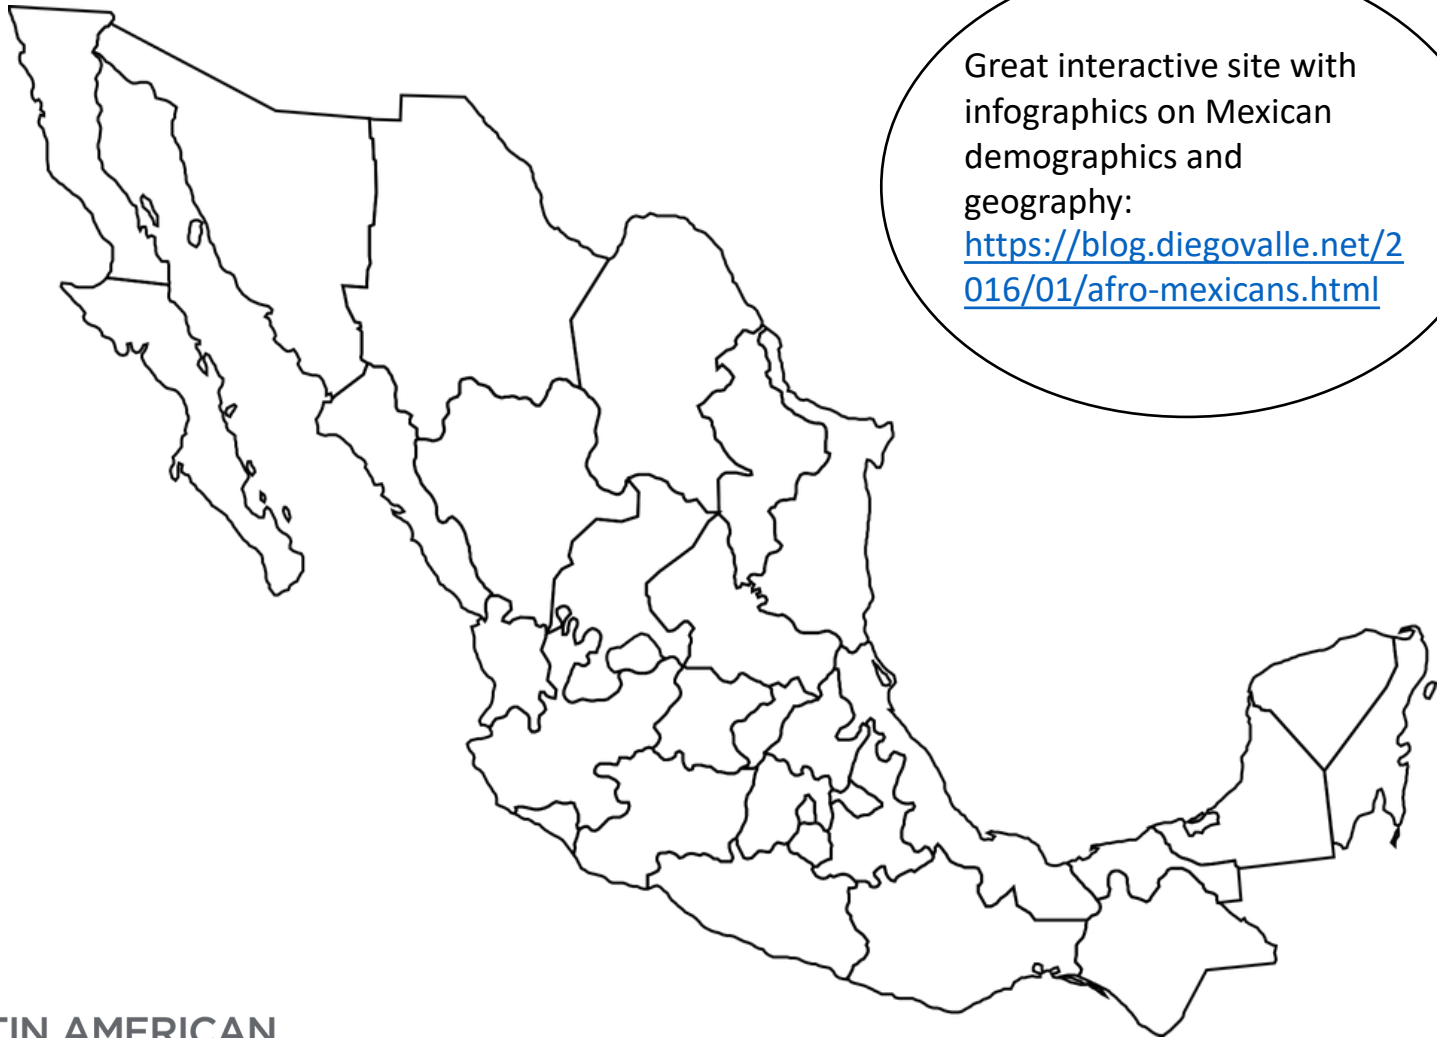 Great interactive site with
infographics on Mexican
demographics and
geography:
https://blog.diegovalle.net/2
016/01/afro-mexicans.html
TIN AMERICAN